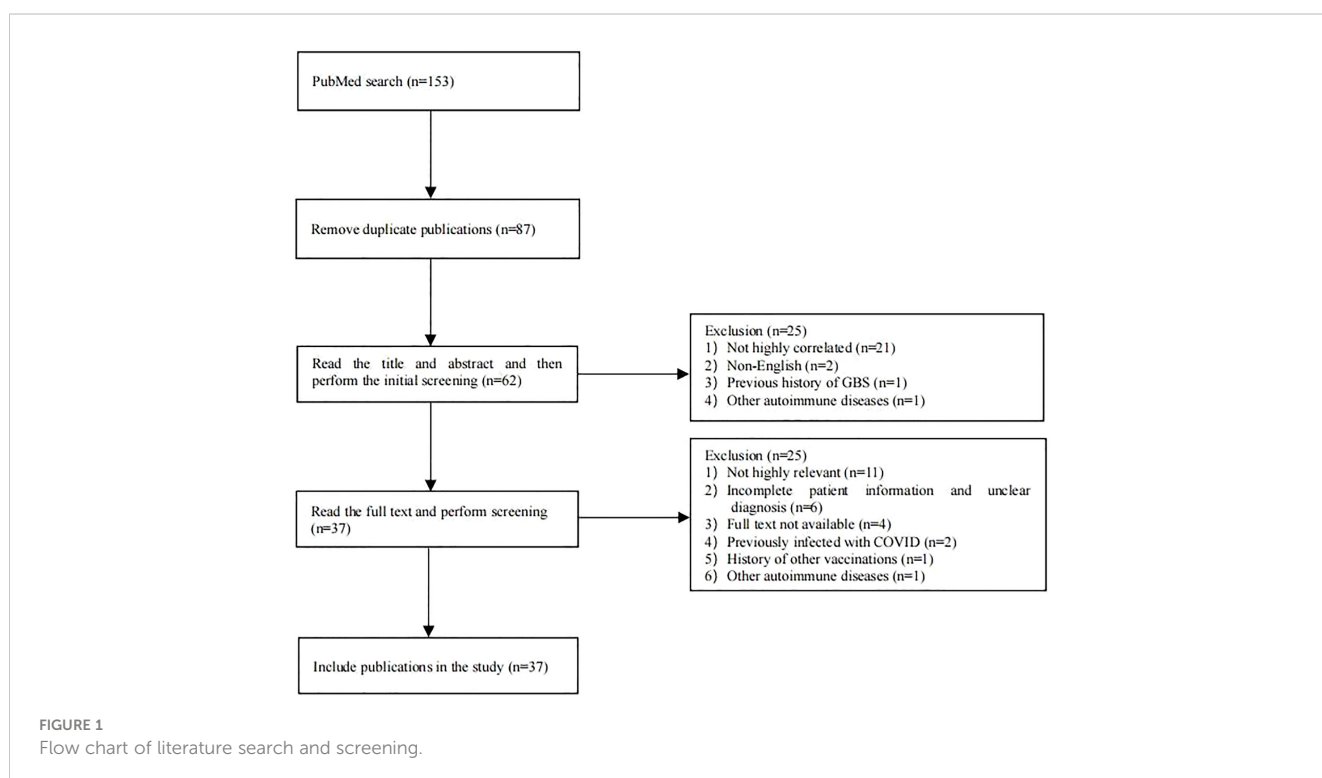 PubMed search (n=153)
Remove duplicate publications (n=87)
Read the title and abstract and then
perform the initial screening (n=62)
Exclusion (n=25)
1) Not highly correlated (n=21)
2) Non-English (n=2)
3) Previous history of GBS (n=1)
4) Other autoimmune diseases (n=1)
Read the full text and perform screening
(n=37)
Exclusion (n=25)
1) Not highly relevant (n=11)
2) Incomplete patient information and unclear
diagnosis (n=6)
3) Full text not available (n=4)
4) Previously infected with COVID (n=2)
5) History of other vaccinations (n=1)
6) Other autoimmune diseases (n=1)
Include publications in the study (n=37)
FIGURE 1
Flow chart of literature search and screening.